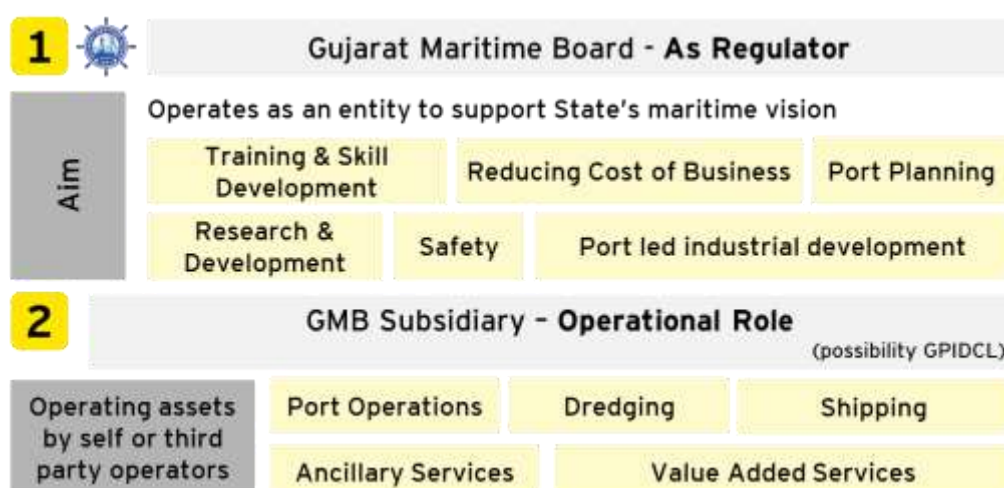 1
Gujarat Maritime Board - As Regulator
Aim
Operates as an entity to support State's maritime vision
Training & Skill
Development
Reducing Cost of Business
Port Planning
Research &
Development
Safety
Port led industrial development
2
GMB Subsidiary – Operational Role
(possibility GPIDCL)
Operating assets
by self or third
party operators
Port Operations
Dredging
Shipping
Ancillary Services
Value Added Services